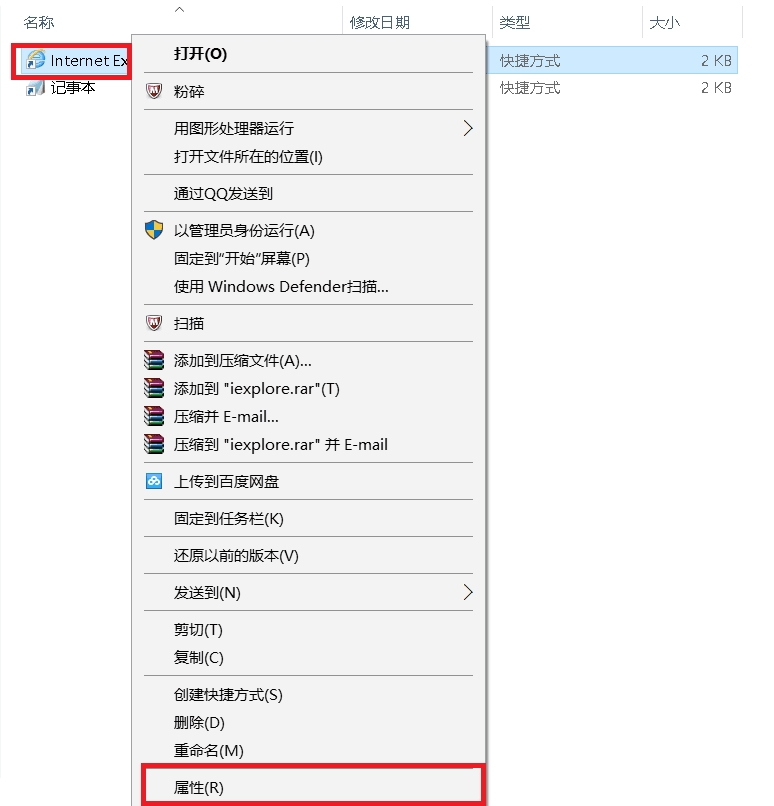 名称 修改日期 类型 大小
Internet Ex 快捷方式 2 KB
记事本 快捷方式 2 KB
打开(O)
粉碎
用图形处理器运行
打开文件所在的位置(I)
通过QQ发送到
以管理员身份运行(A)
固定到"开始"屏幕(P)
使用 Windows Defender扫描...
扫描
添加到压缩文件(A)...
添加到 "iexplore.rar"(T)
压缩并 E-mail...
压缩到 "iexplore.rar" 并 E-mail
上传到百度网盘
固定到任务栏(K)
还原以前的版本(V)
发送到(N)
剪切(T)
复制(C)
创建快捷方式(S)
删除(D)
重命名(M)
属性(R)